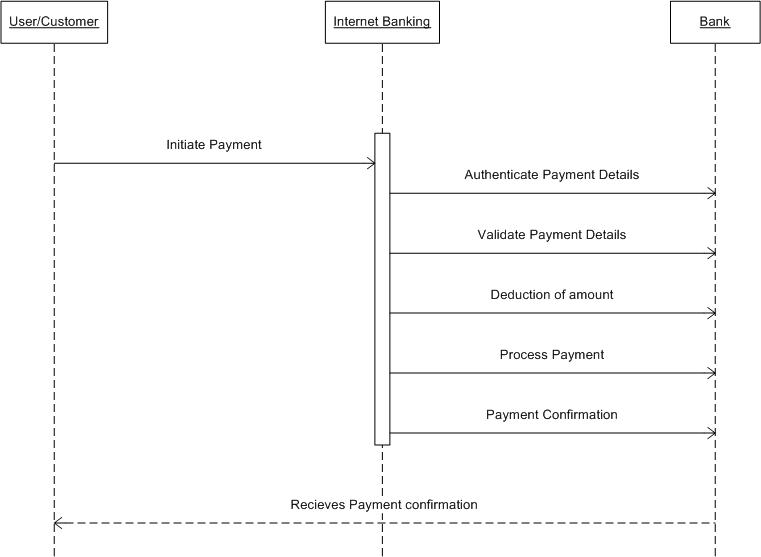 User/Customer
Internet Banking
Bank
Initiate Payment
Authenticate Payment Details
Validate Payment Details
Deduction of amount
Process Payment
Payment Confirmation
Recieves Payment confirmation